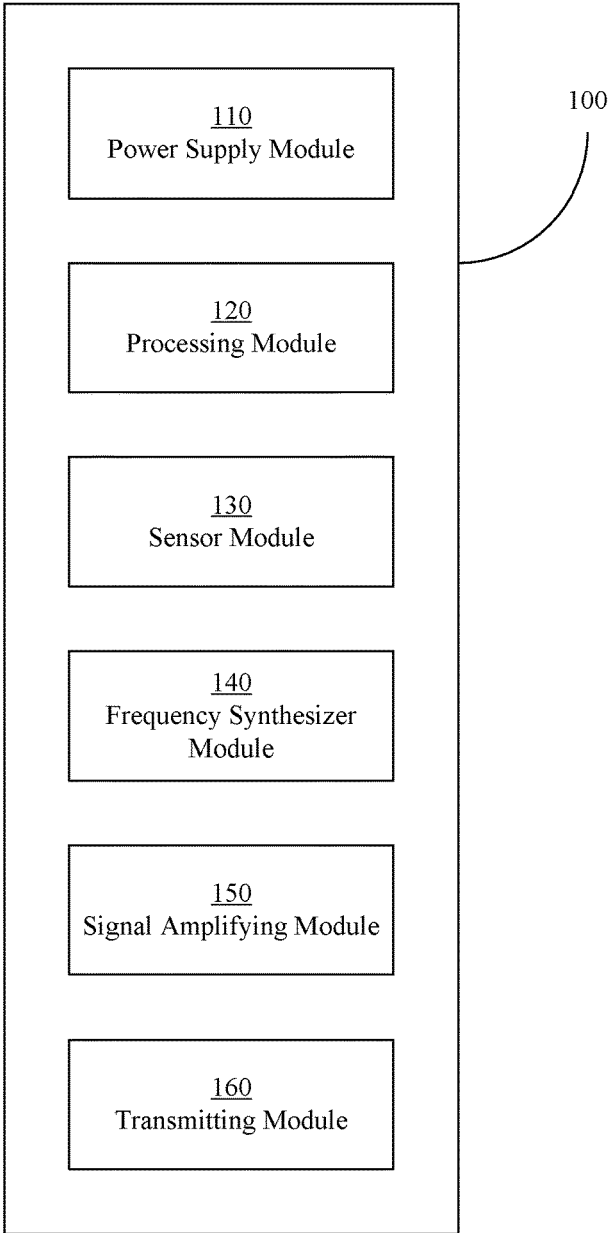 110
Power Supply Module
100
120
Processing Module
130
Sensor Module
140
Frequency Synthesizer
Module
150
Signal Amplifying Module
160
Transmitting Module